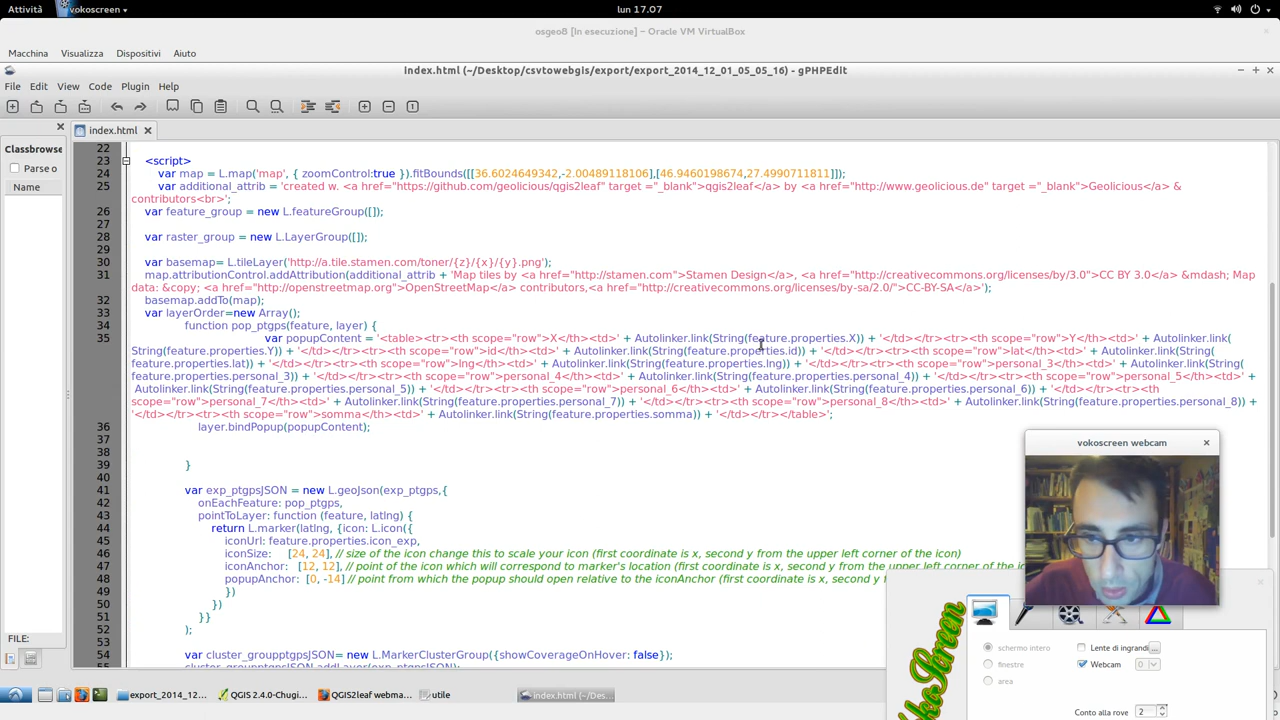 Attività
vokoscreen
lun 17.07
osgeo8 [In esecuzione] – Oracle VM VirtualBox
Macchina Visualizza Dispositivi Aiuto
index.html (~/Desktop/csvtowebgis/export/export_2014_12_01_05_05_16) - gPHPEdit
File Edit View Code Plugin Help
index.html
Classbrowse
Parse o
Name
22
23 <script>
24 var map = L.map('map', { zoomControl:true }).fitBounds([[36.6024649342,-2.00489118106],[46.9460198674,27.4990711811]]);
25 var additional_attrib = 'created w. <a href="https://github.com/geolicious/qgis2leaf" target ="_blank">qgis2leaf</a> by <a href="http://www.geolicious.de" target ="_blank">Geolicious</a> &
contributors<br>';
26 var feature_group = new L.featureGroup([]);
27
28 var raster_group = new L.LayerGroup([]);
29
30 var basemap= L.tileLayer('http://a.tile.stamen.com/toner/{z}/{x}/{y}.png');
31 map.attributionControl.addAttribution(additional_attrib + 'Map tiles by <a href="http://stamen.com">Stamen Design</a>, <a href="http://creativecommons.org/licenses/by/3.0">CC BY 3.0</a> &mdash; Map
data: &copy; <a href="http://openstreetmap.org">OpenStreetMap</a> contributors,<a href="http://creativecommons.org/licenses/by-sa/2.0/">CC-BY-SA</a>');
32 basemap.addTo(map);
33 var layerOrder=new Array();
34 function pop_ptgps(feature, layer) {
35 var popupContent = '<table><tr><th scope="row">X</th><td>' + Autolinker.link(String(feature.properties.X)) + '</td></tr><tr><th scope="row">Y</th><td>' + Autolinker.link(
String(feature.properties.Y)) + '</td></tr><tr><th scope="row">id</th><td>' + Autolinker.link(String(feature.properties.id)) + '</td></tr><tr><th scope="row">lat</th><td>' + Autolinker.link(String(
feature.properties.lat)) + '</td></tr><tr><th scope="row">lng</th><td>' + Autolinker.link(String(feature.properties.lng)) + '</td></tr><tr><th scope="row">personal_3</th><td>' + Autolinker.link(String(
feature.properties.personal_3)) + '</td></tr><tr><th scope="row">personal_4</th><td>' + Autolinker.link(String(feature.properties.personal_4)) + '</td></tr><tr><th scope="row">personal_5</th><td>' +
Autolinker.link(String(feature.properties.personal_5)) + '</td></tr><tr><th scope="row">personal_6</th><td>' + Autolinker.link(String(feature.properties.personal_6)) + '</td></tr><tr><th
scope="row">personal_7</th><td>' + Autolinker.link(String(feature.properties.personal_7)) + '</td></tr><tr><th scope="row">personal_8</th><td>' + Autolinker.link(String(feature.properties.personal_8)) +
'</td></tr><tr><th scope="row">somma</th><td>' + Autolinker.link(String(feature.properties.somma)) + '</td></tr></table>';
36 layer.bindPopup(popupContent);
37
38
39 }
40
41 var exp_ptgpsJSON = new L.geoJson(exp_ptgps,{
42 onEachFeature: pop_ptgps,
43 pointToLayer: function (feature, latlng) {
44 return L.marker(latlng, {icon: L.icon({
45 iconUrl: feature.properties.icon_exp,
46 iconSize: [24, 24], // size of the icon change this to scale your icon (first coordinate is x, second y from the upper left corner of the icon)
47 iconAnchor: [12, 12], // point of the icon which will correspond to marker's location (first coordinate is x, second y from the upper left corner of the ic
48 popupAnchor: [0, -14] // point from which the popup should open relative to the iconAnchor (first coordinate is x, second y f
49 })
50 })
51 }}
52 );
53
54 var cluster_groupptgpsJSON= new L.MarkerClusterGroup({showCoverageOnHover: false});
55 cluster_groupptgpsJSON.addLayer(exp_ptgpsJSON);
FILE:
vokoscreen webcam
schermo intero
finestre
area
Lente di ingrandi...
Webcam
0
Conto alla rove
2
export_2014_12...
QGIS 2.4.0-Chugi...
QGIS2leaf webma...
utile
index.html (~/Des...